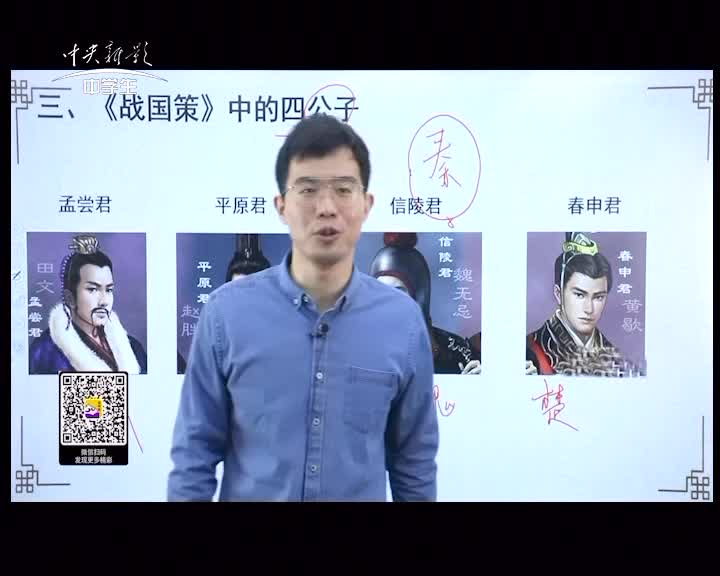 中央新影
中学生
三、《战国策》中的四公子
秦
孟尝君
平原君
信陵君
春申君
田文
孟尝君
平原君
赵胜
信陵君
魏无忌
春申君
黄歇
楚
微信扫码
发现更多精彩